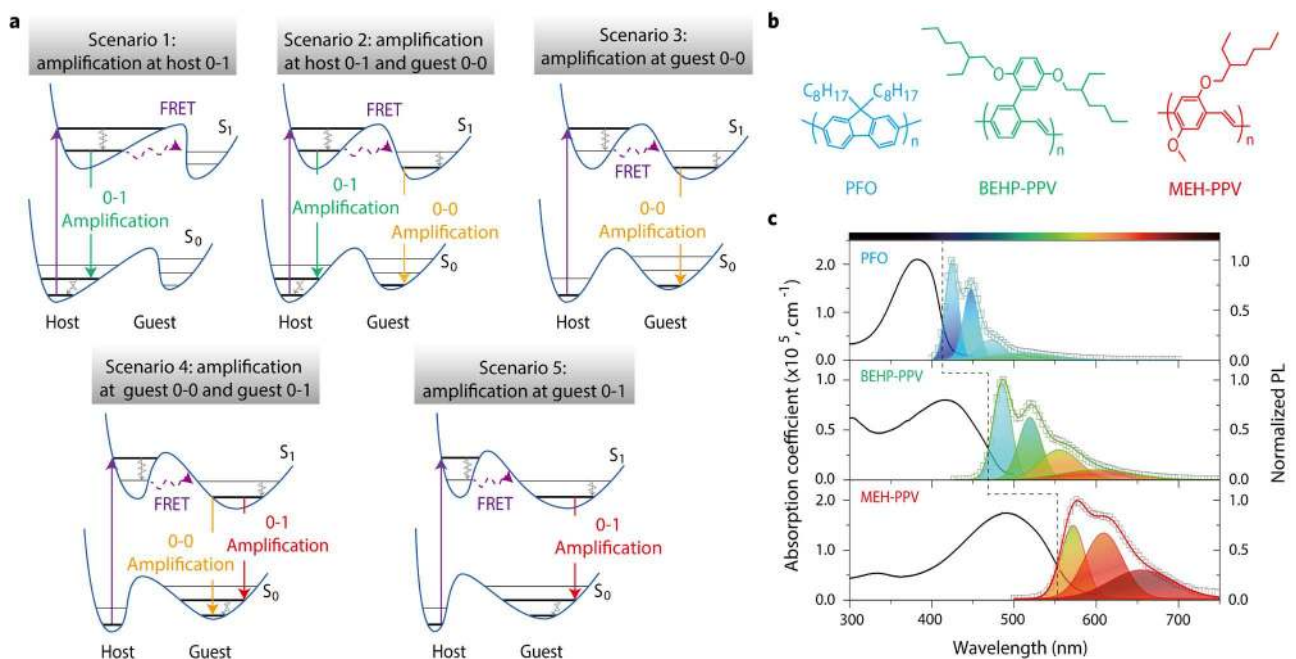 a
Scenario 1:
amplification at host 0-1
FRET
S1
0-1
Amplification
S0
Host Guest
Scenario 2: amplification
at host 0-1 and guest 0-0
FRET
S1
0-1
Amplification
0-0
Amplification
S0
Host Guest
Scenario 3:
amplification at guest 0-0
S1
FRET
0-0
Amplification
S0
Host Guest
Scenario 4: amplification
at guest 0-0 and guest 0-1
S1
FRET
0-0
Amplification
0-1
Amplification
S0
Host Guest
Scenario 5:
amplification at guest 0-1
S1
FRET
0-1
Amplification
S0
Host Guest
b
C8H17 C8H17
n
PFO
O
O
n
BEHP-PPV
O
O
n
MEH-PPV
c
PFO
2.0
1.0
0.0
1.0
0.5
0.0
BEHP-PPV
1.0
0.5
0.0
1.0
0.5
0.0
MEH-PPV
2.0
1.0
0.0
1.0
0.5
0.0
Absorption coefficient (x10 5, cm -1)
Normalized PL
300 400 500 600 700
Wavelength (nm)